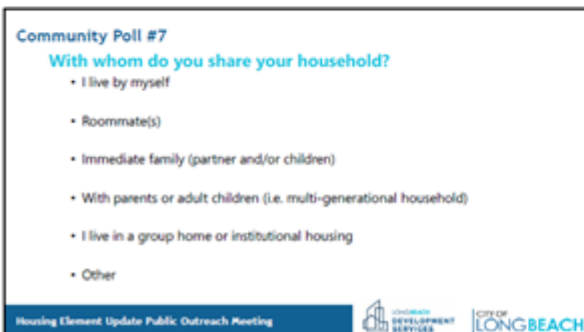 Community Poll #7
With whom do you share your household?
• I live by myself
• Roommate(s)
• Immediate family (partner and/or children)
• With parents or adult children (i.e. multi-generational household)
• I live in a group home or institutional housing
• Other
Housing Element Update Public Outreach Meeting
LONGBEACH
DEVELOPMENT
SERVICES
CITY OF
LONGBEACH